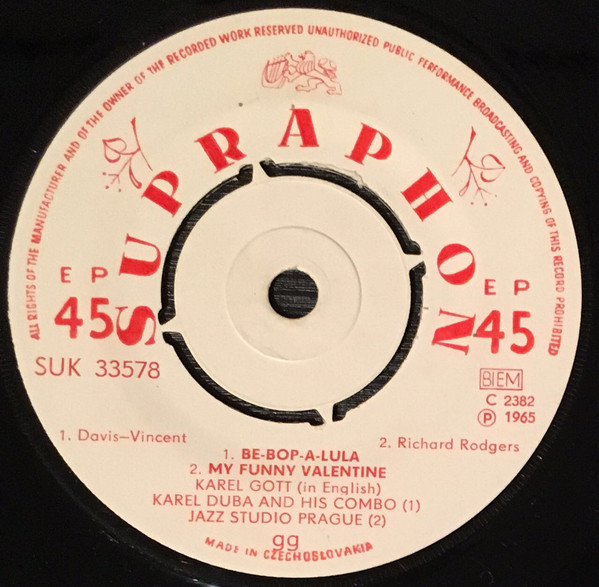 ALL RIGHTS OF THE MANUFACTURER AND OF THE OWNER OF THE RECORDED WORK RESERVED UNAUTHORIZED PUBLIC PERFORMANCE BROADCASTING AND COPYING OF THIS RECORD PROHIBITED
SUPRAPHON
EP
45
EP
45
SUK 33578
BIEM
C 2382
Ⓟ 1965
1. Davis–Vincent
2. Richard Rodgers
1. BE-BOP-A-LULA
2. MY FUNNY VALENTINE
KAREL GOTT (in English)
KAREL DUBA AND HIS COMBO (1)
JAZZ STUDIO PRAGUE (2)
gg
MADE IN CZECHOSLOVAKIA